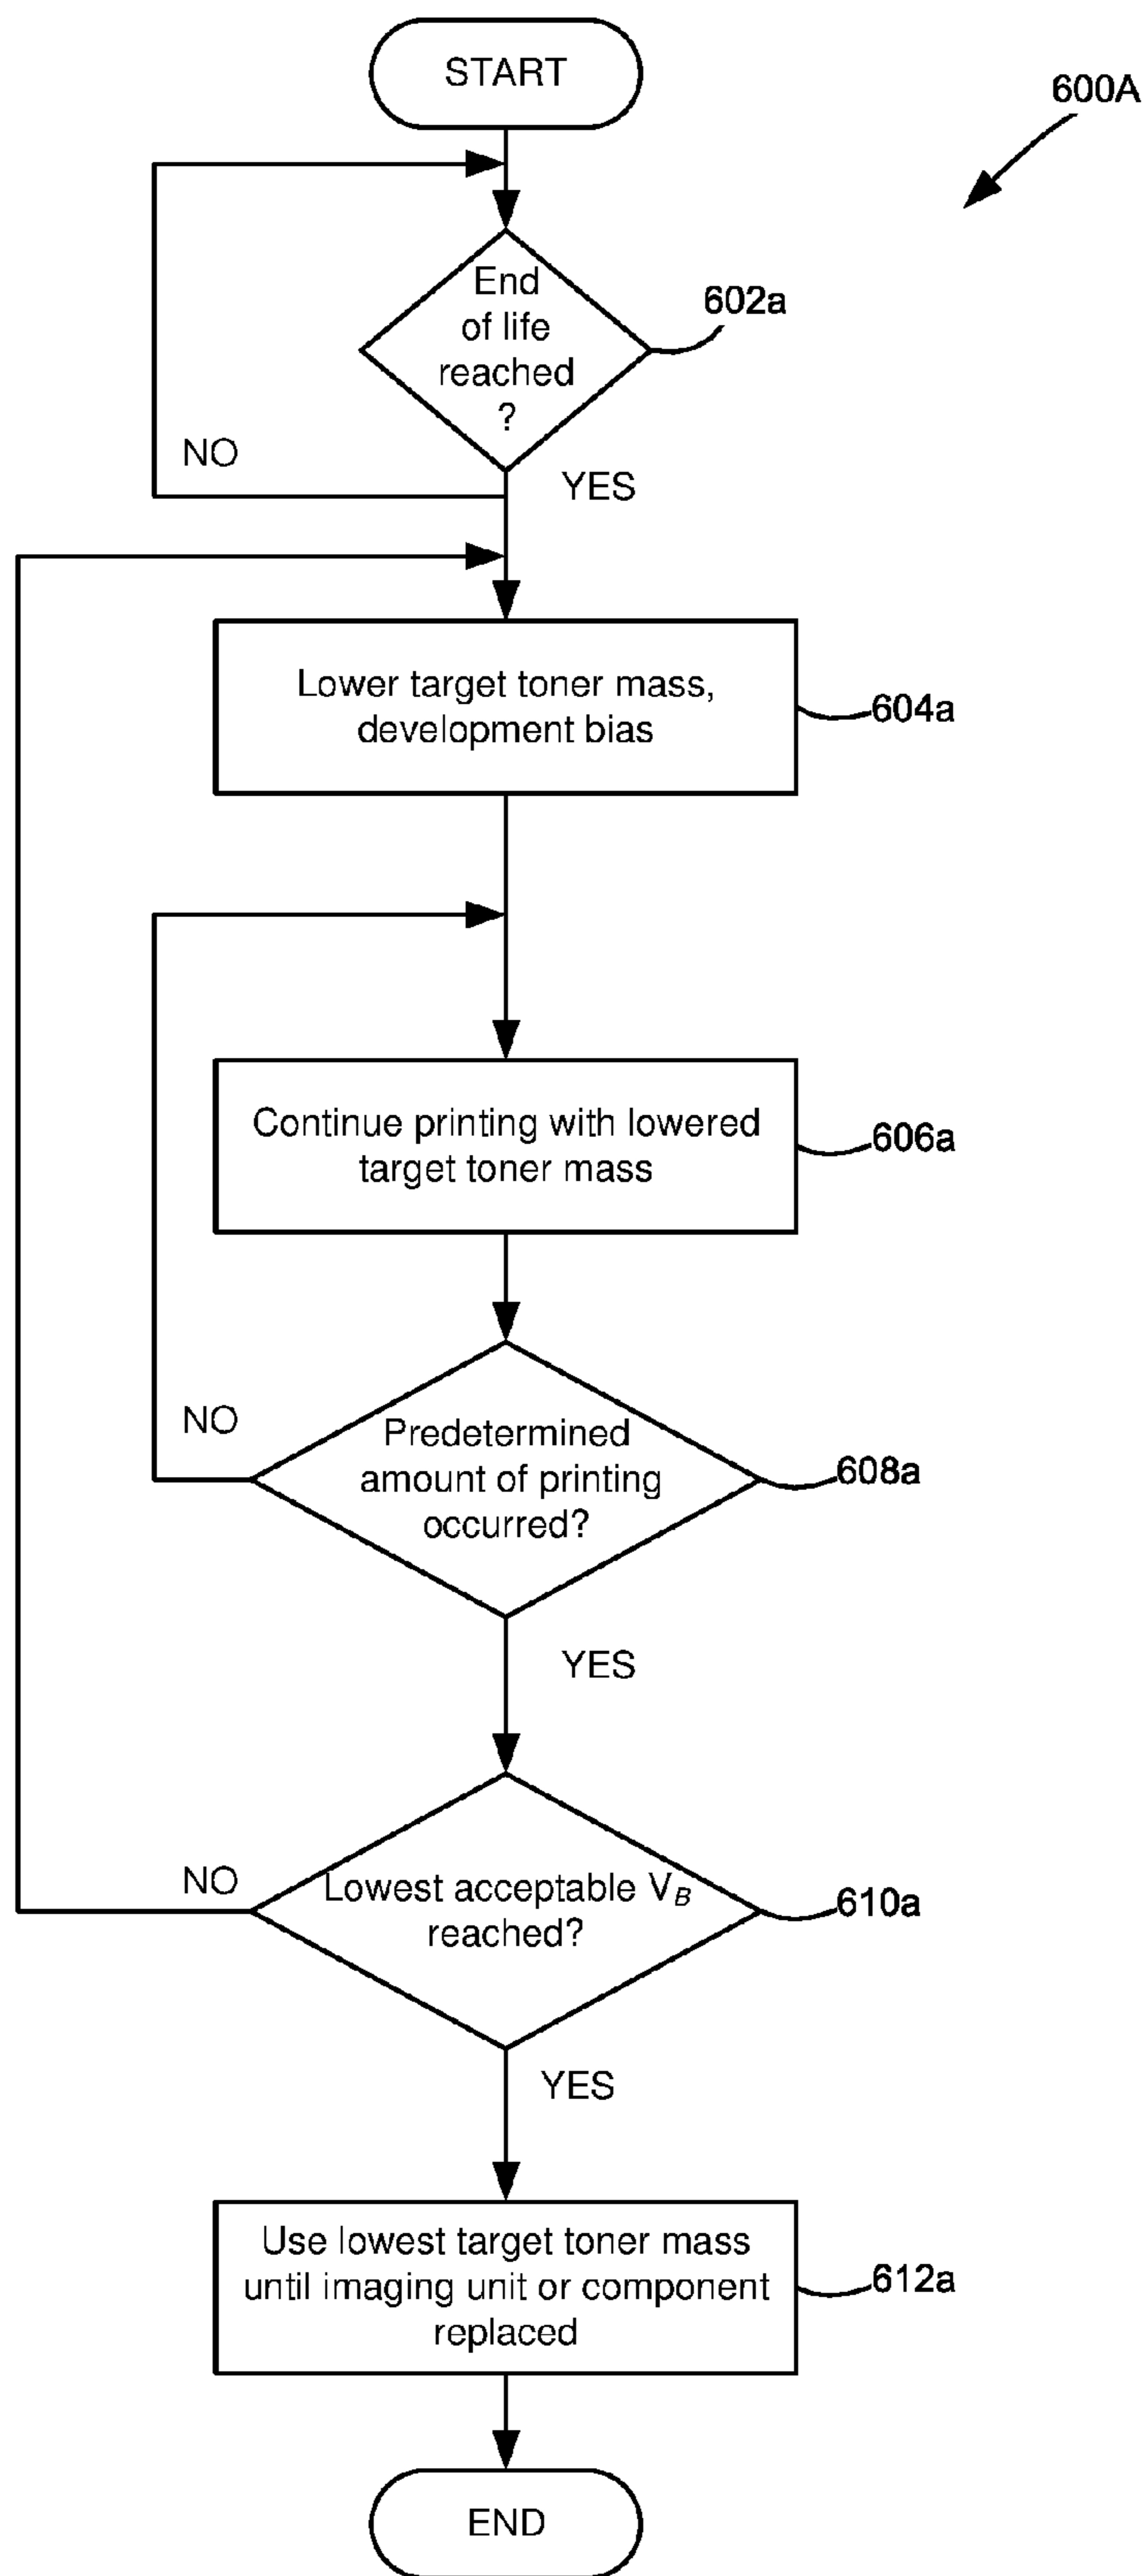 START
600A
End
of life
reached
?
602a
NO
YES
Lower target toner mass,
development bias
604a
Continue printing with lowered
target toner mass
606a
NO
Predetermined
amount of printing
occurred?
608a
YES
NO
Lowest acceptable VB
reached?
610a
YES
Use lowest target toner mass
until imaging unit or component
replaced
612a
END